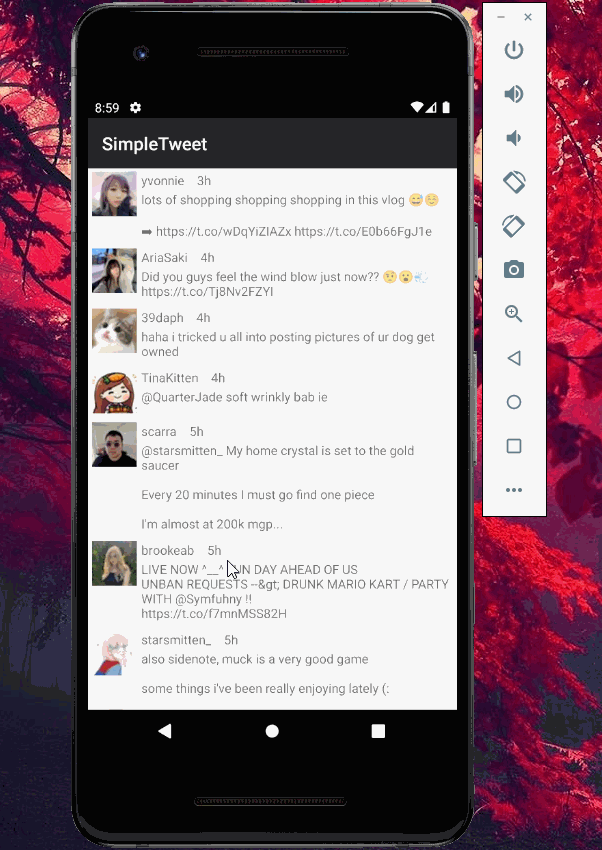 8:59
SimpleTweet
yvonnie 3h
lots of shopping shopping shopping in this vlog 😅☺️
➡️ https://t.co/wDqYiZIAZx https://t.co/E0b66FgJ1e
AriaSaki 4h
Did you guys feel the wind blow just now?? 🤨😮💨
https://t.co/Tj8Nv2FZYI
39daph 4h
haha i tricked u all into posting pictures of ur dog get
owned
TinaKitten 4h
@QuarterJade soft wrinkly bab ie
scarra 5h
@starsmitten_ My home crystal is set to the gold
saucer
Every 20 minutes I must go find one piece
I'm almost at 200k mgp...
brookeab 5h
LIVE NOW ^__^ DAY AHEAD OF US
UNBAN REQUESTS --&gt; DRUNK MARIO KART / PARTY
WITH @Symfuhny !!
https://t.co/f7mnMSS82H
starsmitten_ 5h
also sidenote, muck is a very good game
some things i've been really enjoying lately (: